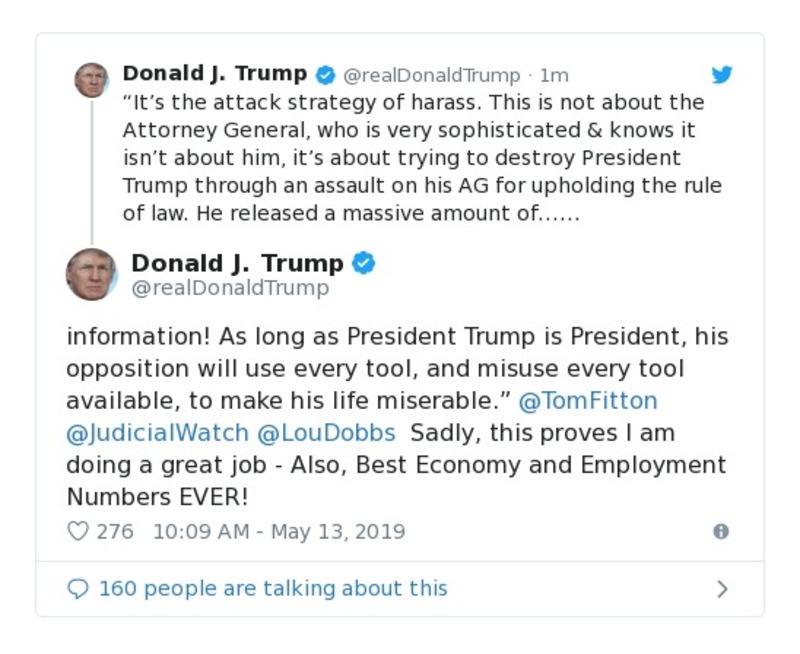 Donald J. Trump @realDonaldTrump · 1m
“It’s the attack strategy of harass. This is not about the
Attorney General, who is very sophisticated & knows it
isn’t about him, it’s about trying to destroy President
Trump through an assault on his AG for upholding the rule
of law. He released a massive amount of……
Donald J. Trump
@realDonaldTrump
information! As long as President Trump is President, his
opposition will use every tool, and misuse every tool
available, to make his life miserable.” @TomFitton
@JudicialWatch @LouDobbs  Sadly, this proves I am
doing a great job - Also, Best Economy and Employment
Numbers EVER!
276 10:09 AM - May 13, 2019
160 people are talking about this